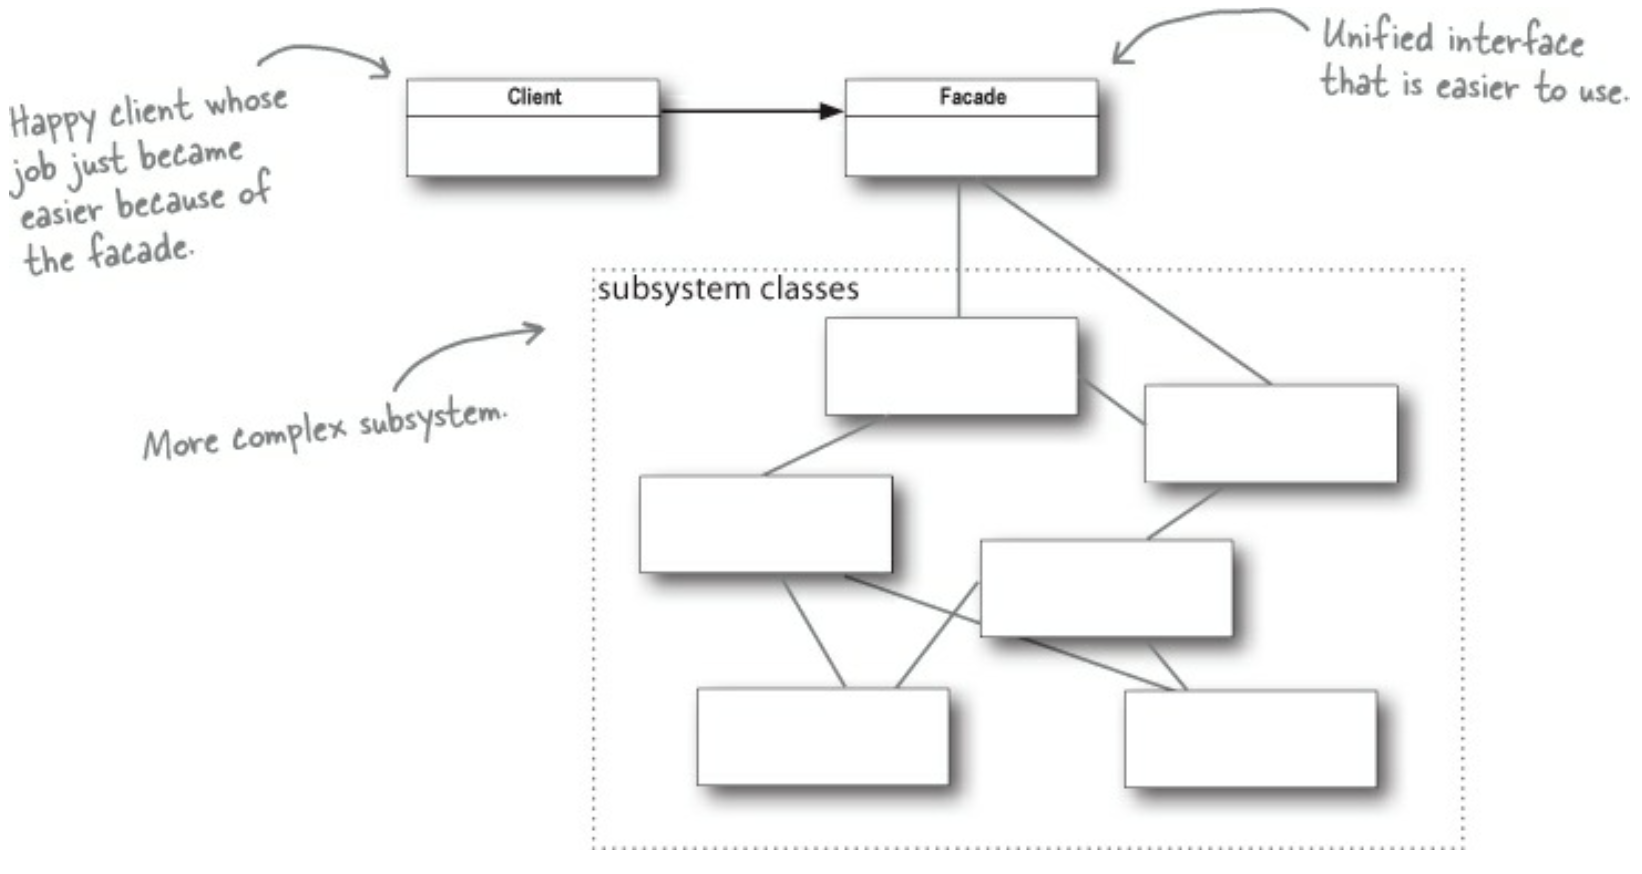 Happy client whose
job just became
easier because of
the facade.
Client
Facade
Unified interface
that is easier to use.
subsystem classes
More complex subsystem.